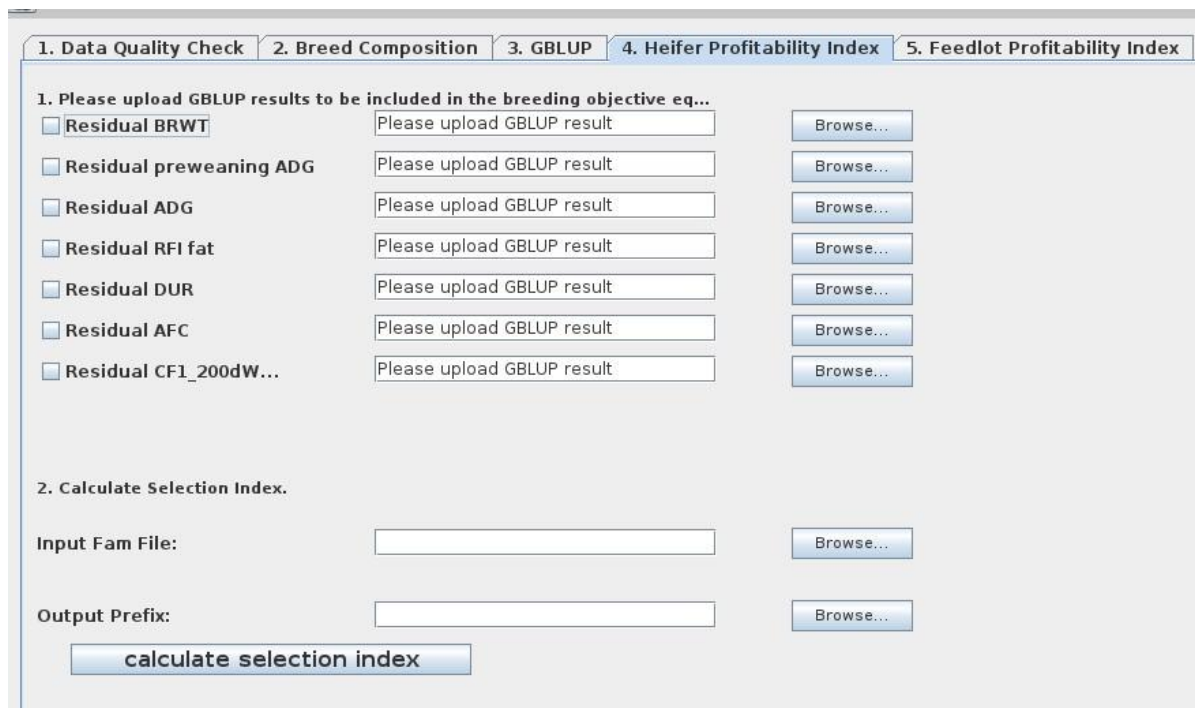 1. Data Quality Check 2. Breed Composition 3. GBLUP 4. Heifer Profitability Index 5. Feedlot Profitability Index
1. Please upload GBLUP results to be included in the breeding objective eq...
Residual BRWT Please upload GBLUP result Browse...
Residual preweaning ADG Please upload GBLUP result Browse...
Residual ADG Please upload GBLUP result Browse...
Residual RFI fat Please upload GBLUP result Browse...
Residual DUR Please upload GBLUP result Browse...
Residual AFC Please upload GBLUP result Browse...
Residual CF1_200dW... Please upload GBLUP result Browse...
2. Calculate Selection Index.
Input Fam File: Browse...
Output Prefix: Browse...
calculate selection index